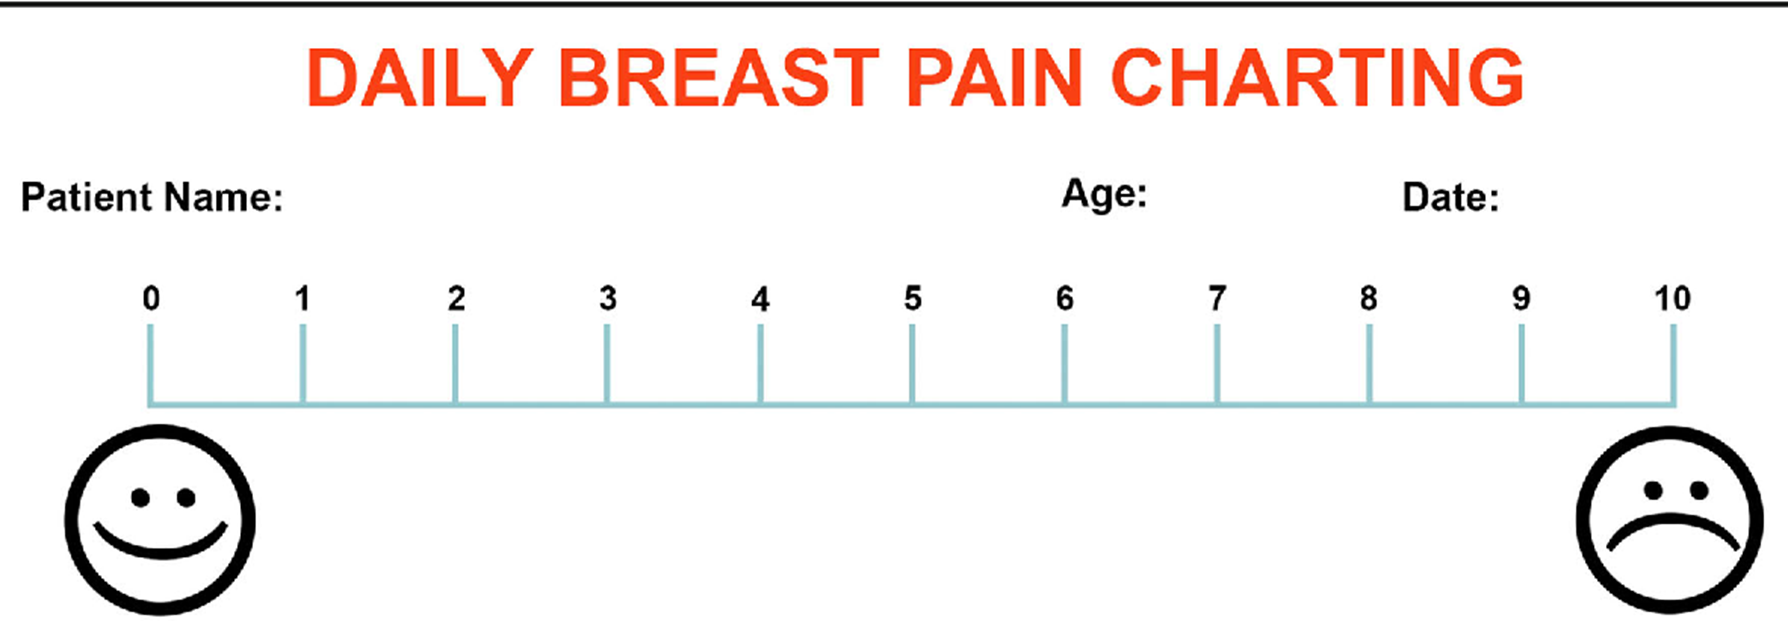 DAILY BREAST PAIN CHARTING
Patient Name: Age: Date:
0 1 2 3 4 5 6 7 8 9 10